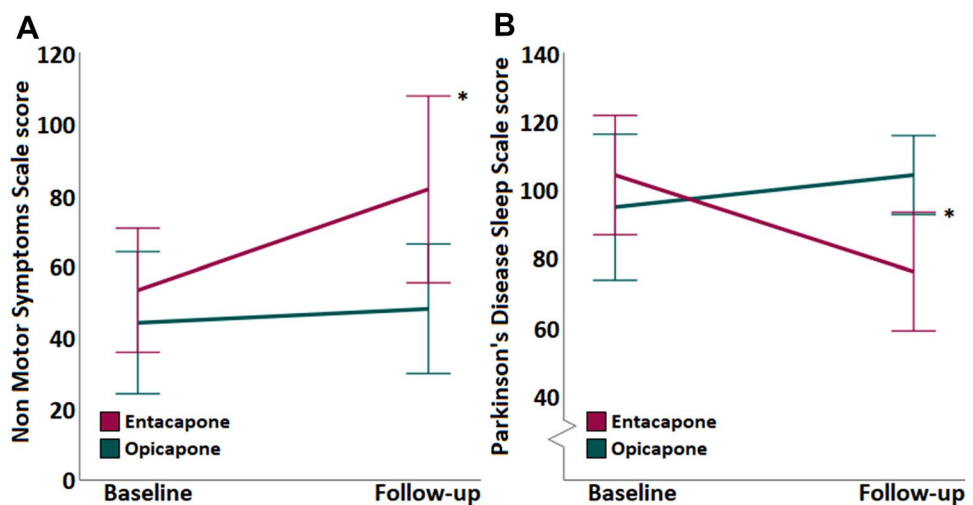 A
Non Motor Symptoms Scale score
120
100
80
60
40
20
0
*
Entacapone
Opicapone
Baseline Follow-up
B
Parkinson's Disease Sleep Scale score
140
120
100
80
60
40
*
Entacapone
Opicapone
Baseline Follow-up